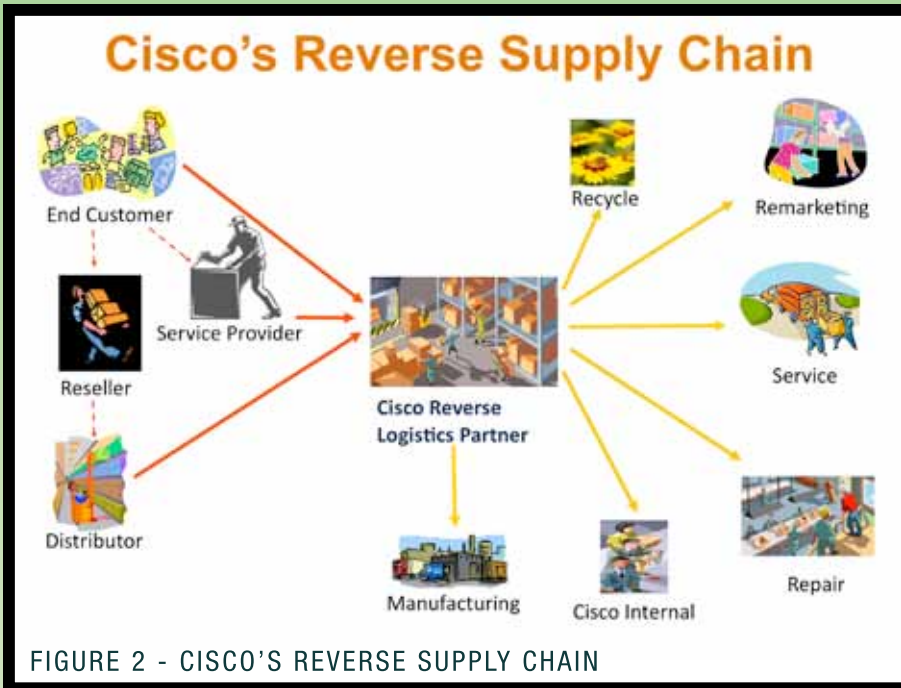 Cisco's Reverse Supply Chain
End Customer
Recycle
Remarketing
Service Provider
Reseller
Service
Cisco Reverse
Logistics Partner
Distributor
Manufacturing
Cisco Internal
Repair
FIGURE 2 - CISCO'S REVERSE SUPPLY CHAIN